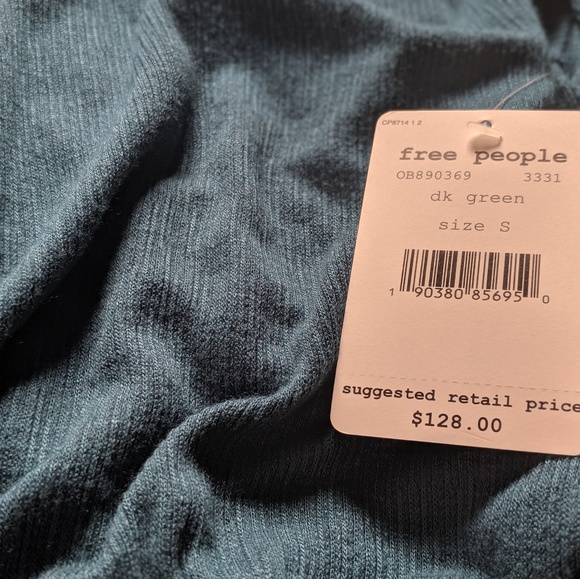 CP8714 1 2
free people
OB890369 3331
dk green
size S
1 90380 85695 0
suggested retail price
$128.00